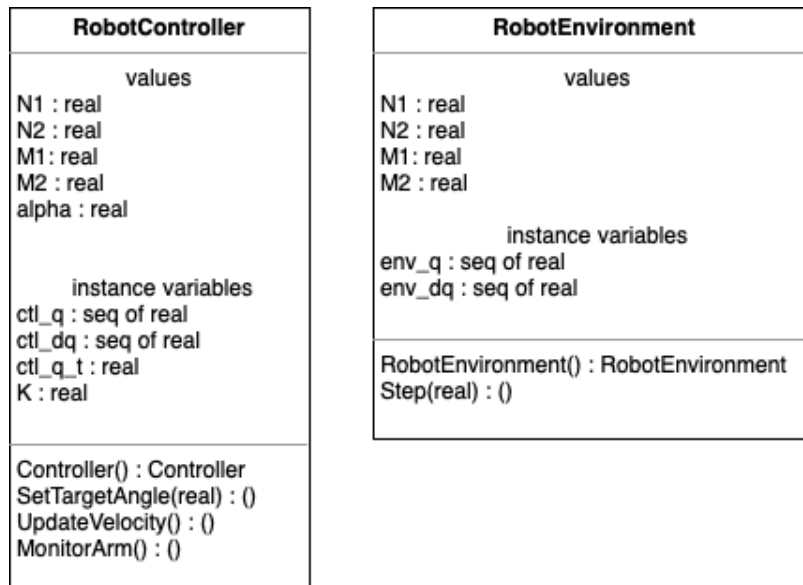 RobotController
values
N1 : real
N2 : real
M1: real
M2 : real
alpha : real
instance variables
ctl_q : seq of real
ctl_dq : seq of real
ctl_q_t : real
K : real
Controller() : Controller
SetTargetAngle(real) : ()
UpdateVelocity() : ()
MonitorArm() : ()
RobotEnvironment
values
N1 : real
N2 : real
M1: real
M2 : real
instance variables
env_q : seq of real
env_dq : seq of real
RobotEnvironment() : RobotEnvironment
Step(real) : ()